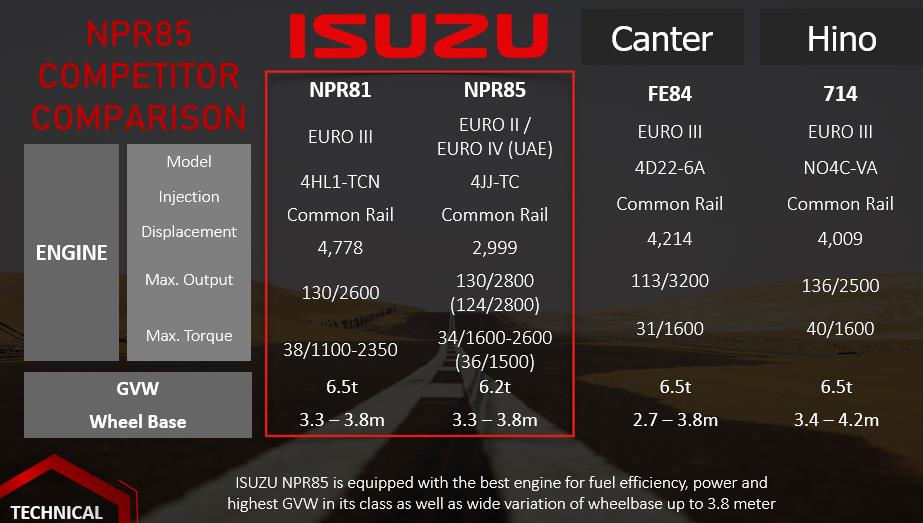 NPR85
COMPETITOR
COMPARISON
ISUZU
Canter
Hino
NPR81
NPR85
FE84
714
EURO III
EURO II /
EURO IV (UAE)
EURO III
EURO III
ENGINE
Model
4HL1-TCN
4JJ-TC
4D22-6A
NO4C-VA
Injection
Common Rail
Common Rail
Common Rail
Common Rail
Displacement
4,778
2,999
4,214
4,009
Max. Output
130/2600
130/2800
(124/2800)
113/3200
136/2500
Max. Torque
38/1100-2350
34/1600-2600
(36/1500)
31/1600
40/1600
GVW
6.5t
6.2t
6.5t
6.5t
Wheel Base
3.3 – 3.8m
3.3 – 3.8m
2.7 – 3.8m
3.4 – 4.2m
ISUZU NPR85 is equipped with the best engine for fuel efficiency, power and
highest GVW in its class as well as wide variation of wheelbase up to 3.8 meter
TECHNICAL